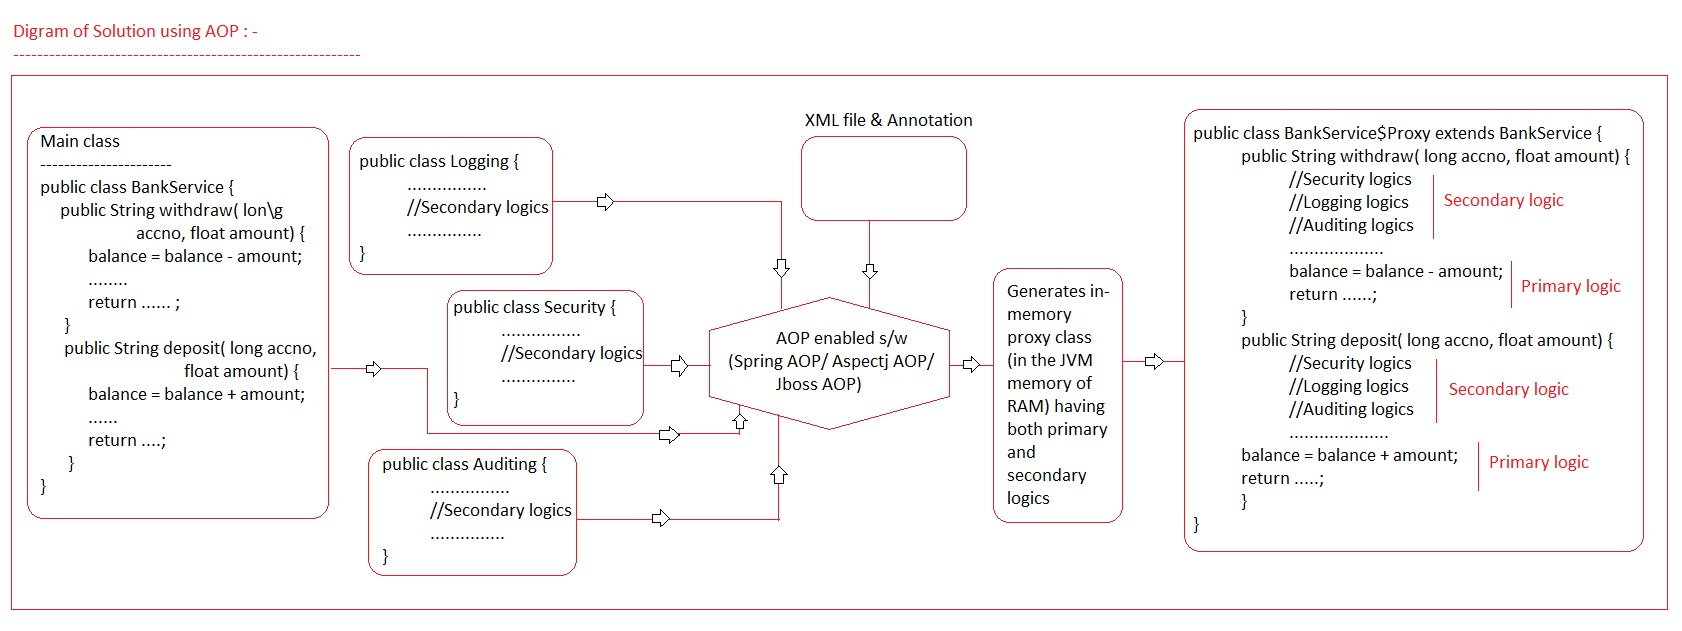 Digram of Solution using AOP : -
----------------------------------------------------------
Main class
----------------------
public class BankService {
public String withdraw( lon\g
accno, float amount) {
balance = balance - amount;
........
return ...... ;
}
public String deposit( long accno,
float amount) {
balance = balance + amount;
......
return ....;
}
}
public class Logging {
................
//Secondary logics
...............
}
public class Security {
................
//Secondary logics
...............
}
public class Auditing {
................
//Secondary logics
...............
}
XML file & Annotation
AOP enabled s/w
(Spring AOP/ Aspectj AOP/
Jboss AOP)
Generates in-
memory
proxy class
(in the JVM
memory of
RAM) having
both primary
and
secondary
logics
public class BankService$Proxy extends BankService {
public String withdraw( long accno, float amount) {
//Security logics
//Logging logics
//Auditing logics
Secondary logic
...................
balance = balance - amount;
return ......;
Primary logic
}
public String deposit( long accno, float amount) {
//Security logics
//Logging logics
//Auditing logics
Secondary logic
....................
balance = balance + amount;
return .....;
Primary logic
}
}